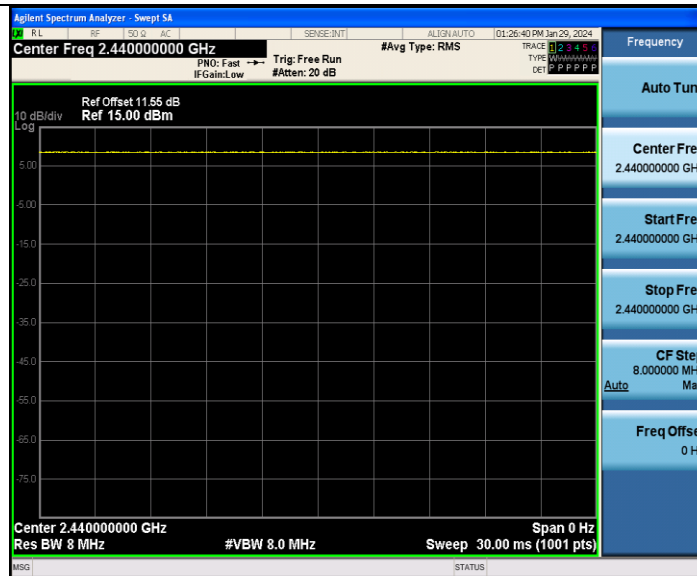 Agilent Spectrum Analyzer - Swept SA
RL RF 50 Ω AC SENSE:INT ALIGN AUTO 01:26:40 PM Jan 29, 2024
Center Freq 2.440000000 GHz
PNO: Fast
IFGain:Low
Trig: Free Run
#Atten: 20 dB
#Avg Type: RMS
TRACE 1 2 3 4 5 6
TYPE
DET P P P P P P
Ref Offset 11.55 dB
10 dB/div Ref 15.00 dBm
Log
5.00
-5.00
-15.0
-25.0
-35.0
-45.0
-55.0
-65.0
-75.0
Center 2.440000000 GHz Span 0 Hz
Res BW 8 MHz #VBW 8.0 MHz Sweep 30.00 ms (1001 pts)
MSG STATUS
Frequency
Auto Tun
Center Fre
2.440000000 GH
Start Fre
2.440000000 GH
Stop Fre
2.440000000 GH
CF Ste
8.000000 MH
Auto Ma
Freq Offse
0 H